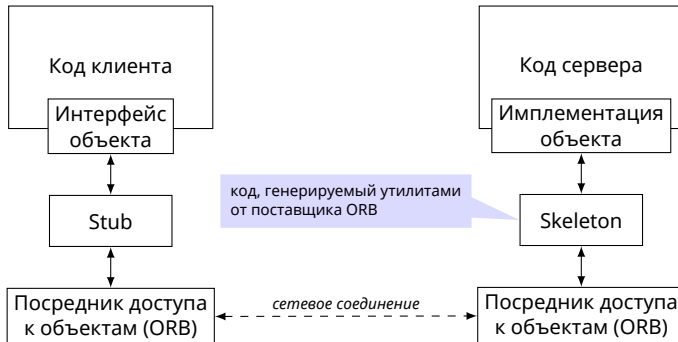 Код клиента
Код сервера
Интерфейс
объекта
Имплементация
объекта
код, генерируемый утилитами
от поставщика ORB
Stub
Skeleton
Посредник доступа
к объектам (ORB)
сетевое соединение
Посредник доступа
к объектам (ORB)